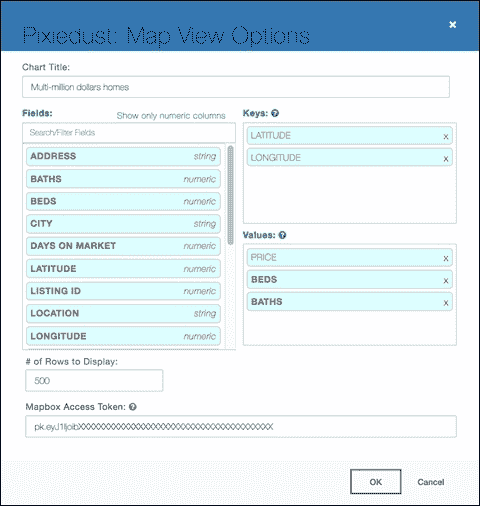 Pixiedust: Map View Options
×
Chart Title:
Multi-million dollars homes
Fields:
Show only numeric columns
Search/Filter Fields
ADDRESS string
BATHS numeric
BEDS numeric
CITY string
DAYS ON MARKET numeric
LATITUDE numeric
LISTING ID numeric
LOCATION string
LONGITUDE numeric
Keys: ?
LATITUDE x
LONGITUDE x
Values: ?
PRICE x
BEDS x
BATHS x
# of Rows to Display:
500
Mapbox Access Token: ?
OK
Cancel